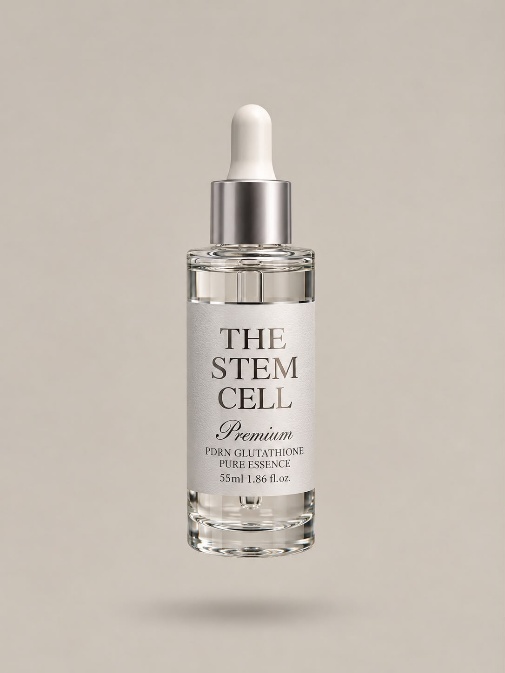 THE
STEM
CELL
Premium
PDRN GLUTATHIONE
PURE ESSENCE
55ml 1.86 fl.oz.